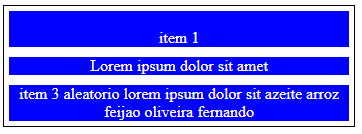 item 1
Lorem ipsum dolor sit amet
item 3 aleatorio lorem ipsum dolor sit azeite arroz
feijao oliveira fernando